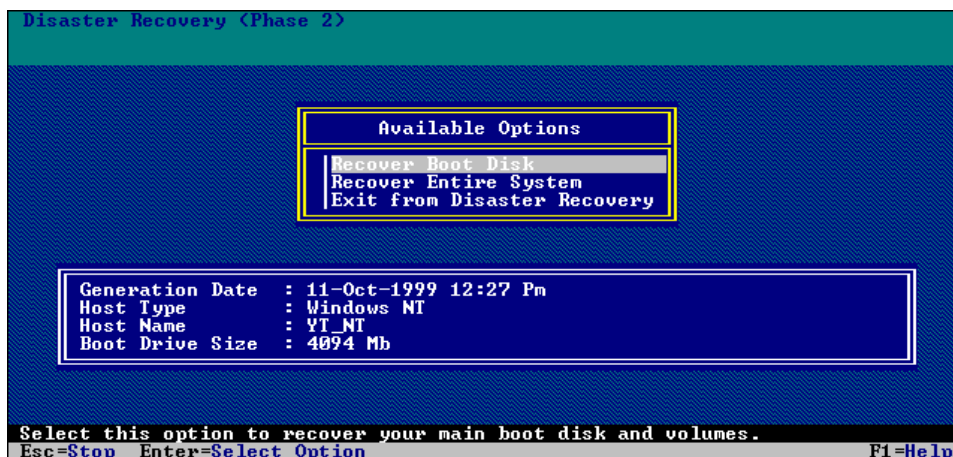 Disaster Recovery (Phase 2)
Available Options
Recover Boot Disk
Recover Entire System
Exit from Disaster Recovery
Generation Date : 11-Oct-1999 12:27 Pm
Host Type : Windows NT
Host Name : YT_NT
Boot Drive Size : 4094 Mb
Select this option to recover your main boot disk and volumes.
Esc=Stop Enter=Select Option F1=Help